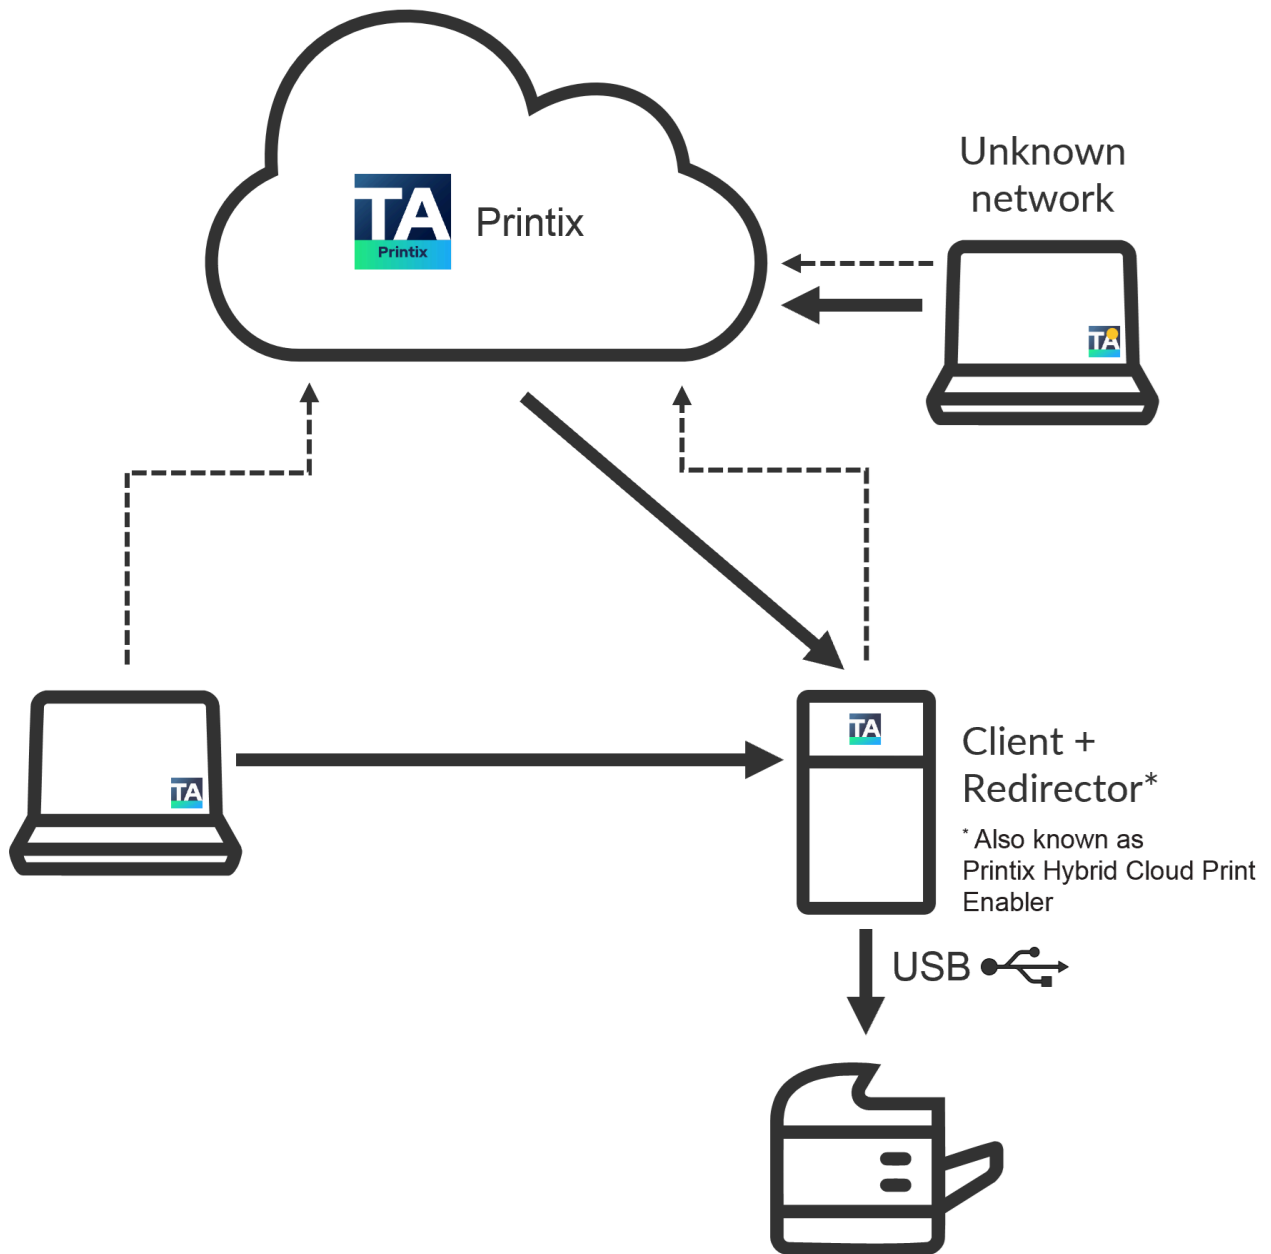 Unknown
network
TA
Printix
Printix
TA
TA
TA
Client +
Redirector*
* Also known as
Printix Hybrid Cloud Print
Enabler
USB